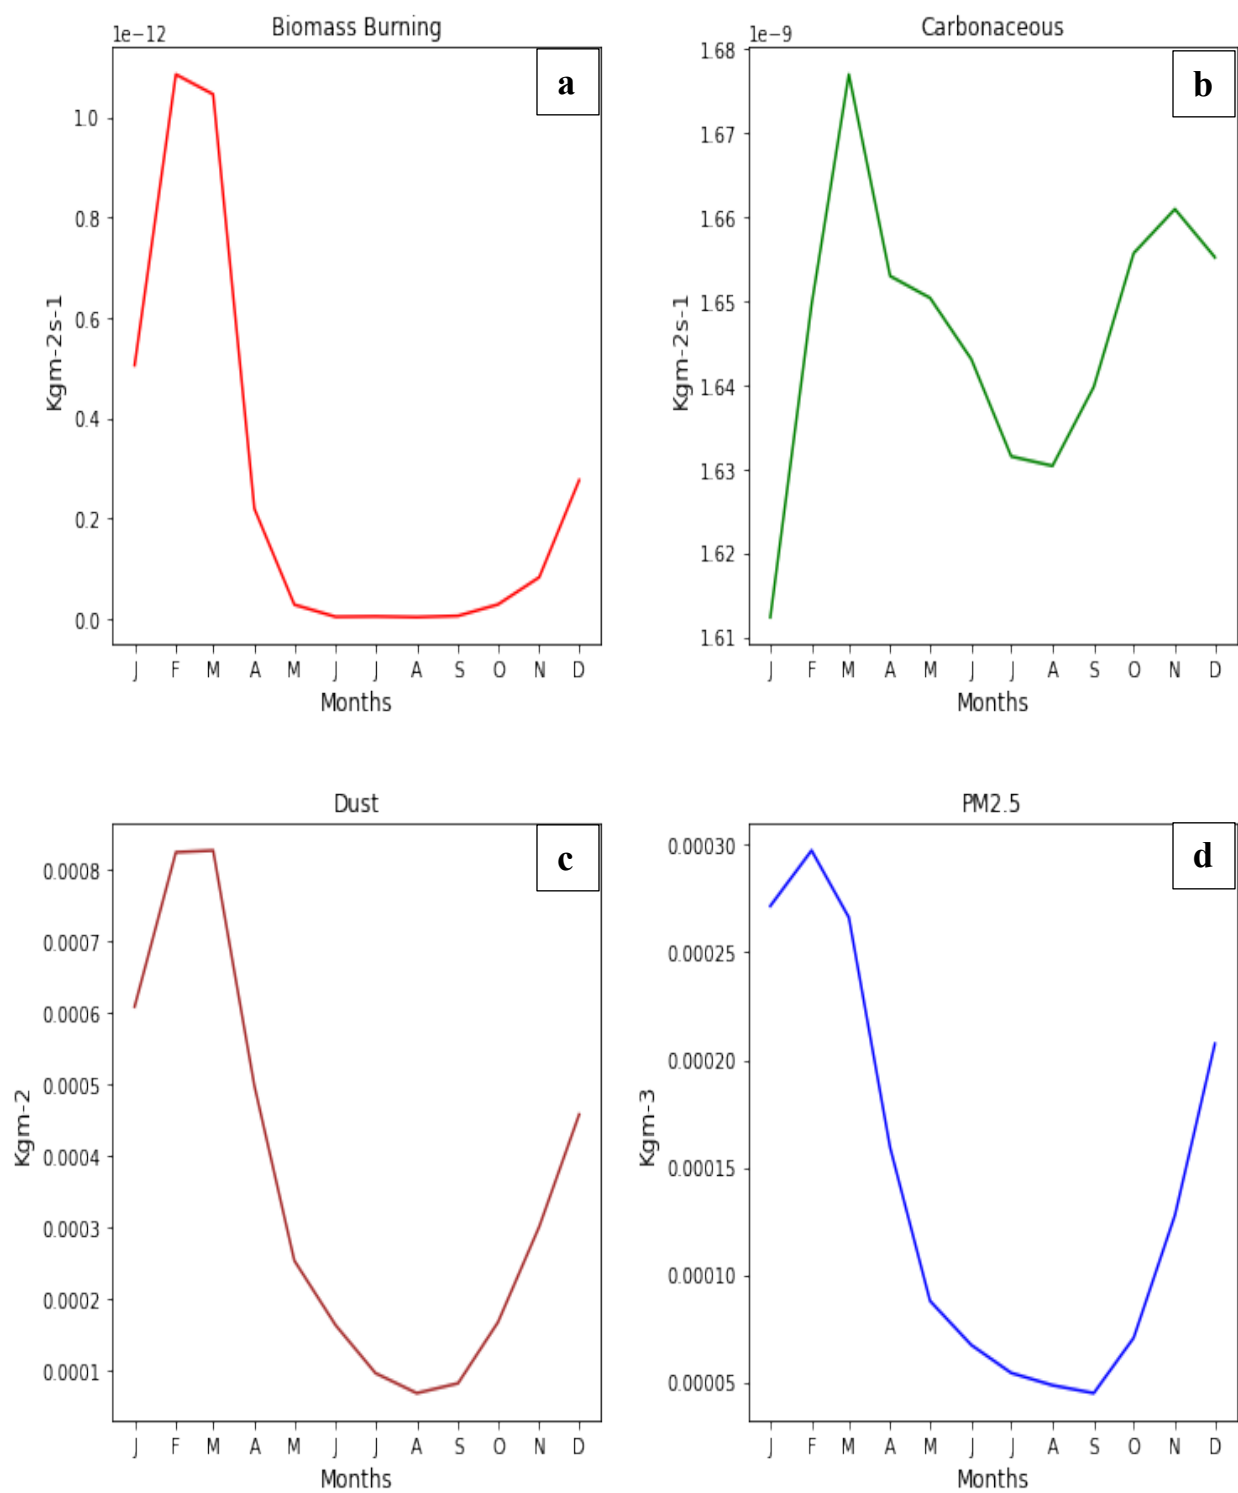 Biomass Burning
1e−12
a
1.0
0.8
0.6
0.4
0.2
0.0
Kgm-2s-1
J F M A M J J A S O N D
Months
Carbonaceous
1e−9
b
1.68
1.67
1.66
1.65
1.64
1.63
1.62
1.61
Kgm-2s-1
J F M A M J J A S O N D
Months
Dust
c
0.0008
0.0007
0.0006
0.0005
0.0004
0.0003
0.0002
0.0001
Kgm-2
J F M A M J J A S O N D
Months
PM2.5
d
0.00030
0.00025
0.00020
0.00015
0.00010
0.00005
Kgm-3
J F M A M J J A S O N D
Months